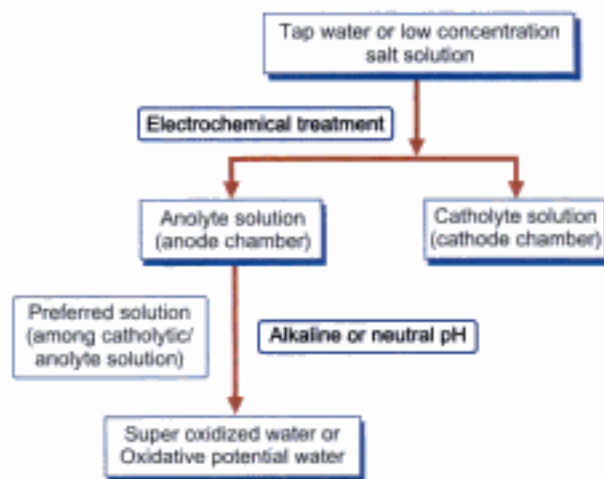 Tap water or low concentration
salt solution
Electrochemical treatment
Anolyte solution
(anode chamber)
Catholyte solution
(cathode chamber)
Preferred solution
(among catholytic/
anolyte solution)
Alkaline or neutral pH
Super oxidized water or
Oxidative potential water